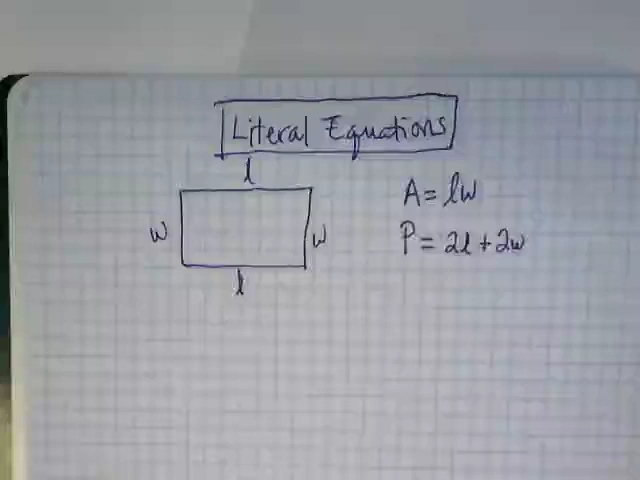 Literal Equations
l
A = lw
w
w
P = 2l + 2w
l